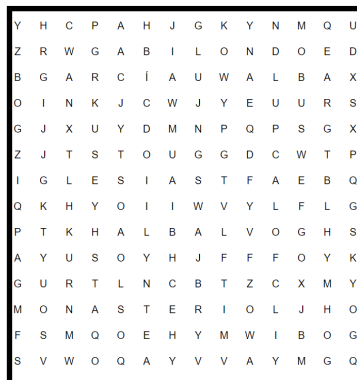 Y H C P A H J G K Y N M Q U
Z R W G A B I L O N D O E D
B G A R C Í A U W A L B A X
O I N K J C W J Y E U U R S
G J X U Y D M N P Q P S G X
Z J T S T O U G G D C W T P
I G L E S I A S T F A E B Q
Q K H Y O I I W V Y L F L G
P T K H A L B A L V O G H S
A Y U S O Y H J F F F O Y K
G U R T L N C B T Z C X M Y
M O N A S T E R I O L J H O
F S M Q O E H Y M W I B O G
S V W O Q A Y V V A Y M G Q